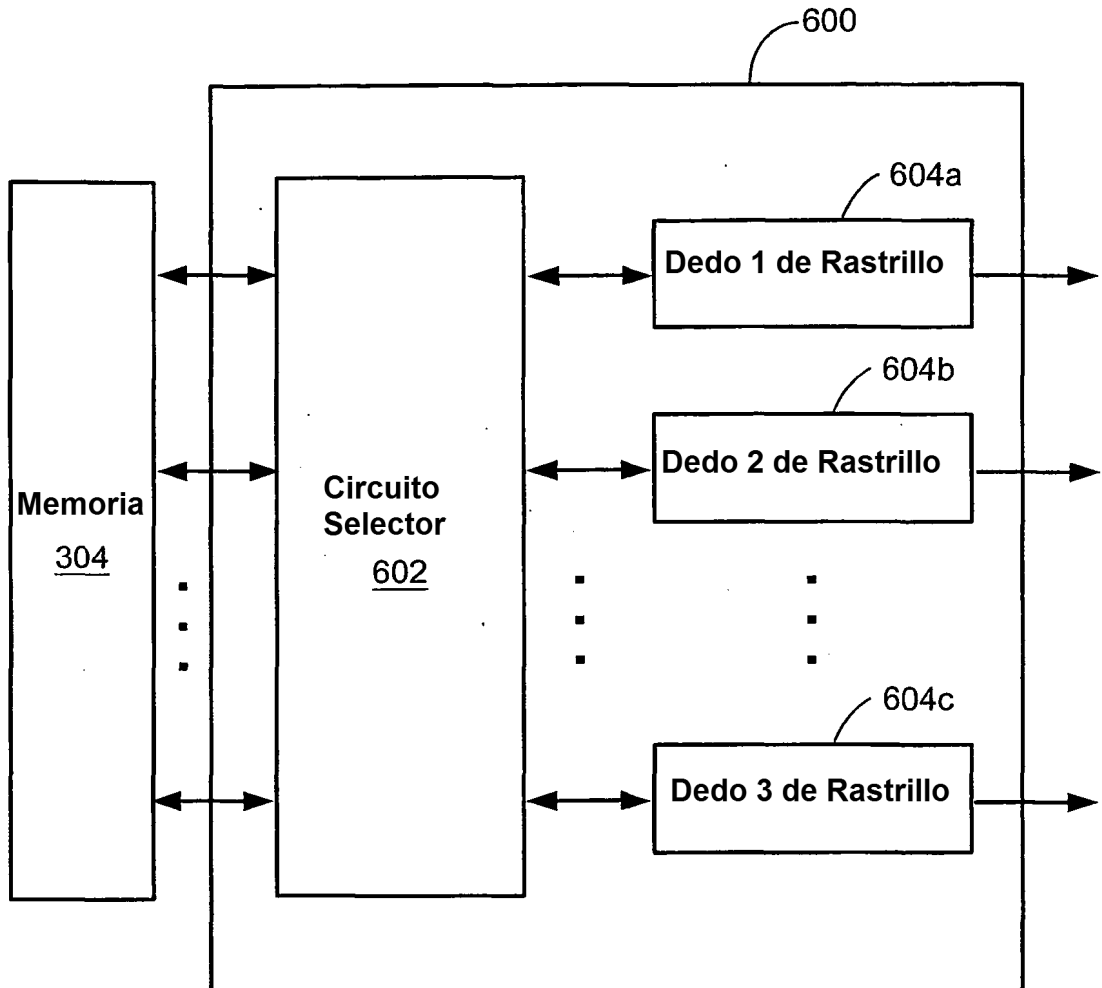 600
604a
Dedo 1 de Rastrillo
604b
Dedo 2 de Rastrillo
Memoria
304
Circuito
Selector
602
604c
Dedo 3 de Rastrillo